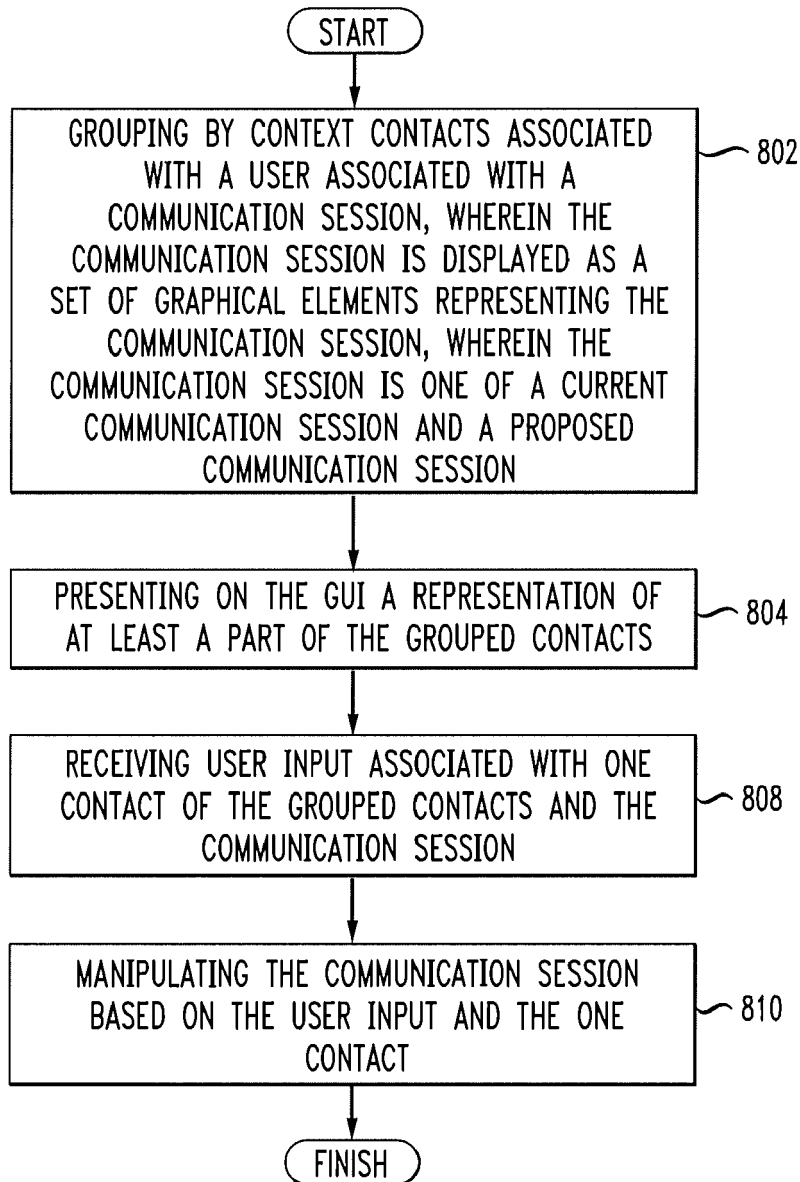 START
GROUPING BY CONTEXT CONTACTS ASSOCIATED
WITH A USER ASSOCIATED WITH A
COMMUNICATION SESSION, WHEREIN THE
COMMUNICATION SESSION IS DISPLAYED AS A
SET OF GRAPHICAL ELEMENTS REPRESENTING THE
COMMUNICATION SESSION, WHEREIN THE
COMMUNICATION SESSION IS ONE OF A CURRENT
COMMUNICATION SESSION AND A PROPOSED
COMMUNICATION SESSION
802
PRESENTING ON THE GUI A REPRESENTATION OF
AT LEAST A PART OF THE GROUPED CONTACTS
804
RECEIVING USER INPUT ASSOCIATED WITH ONE
CONTACT OF THE GROUPED CONTACTS AND THE
COMMUNICATION SESSION
808
MANIPULATING THE COMMUNICATION SESSION
BASED ON THE USER INPUT AND THE ONE
CONTACT
810
FINISH